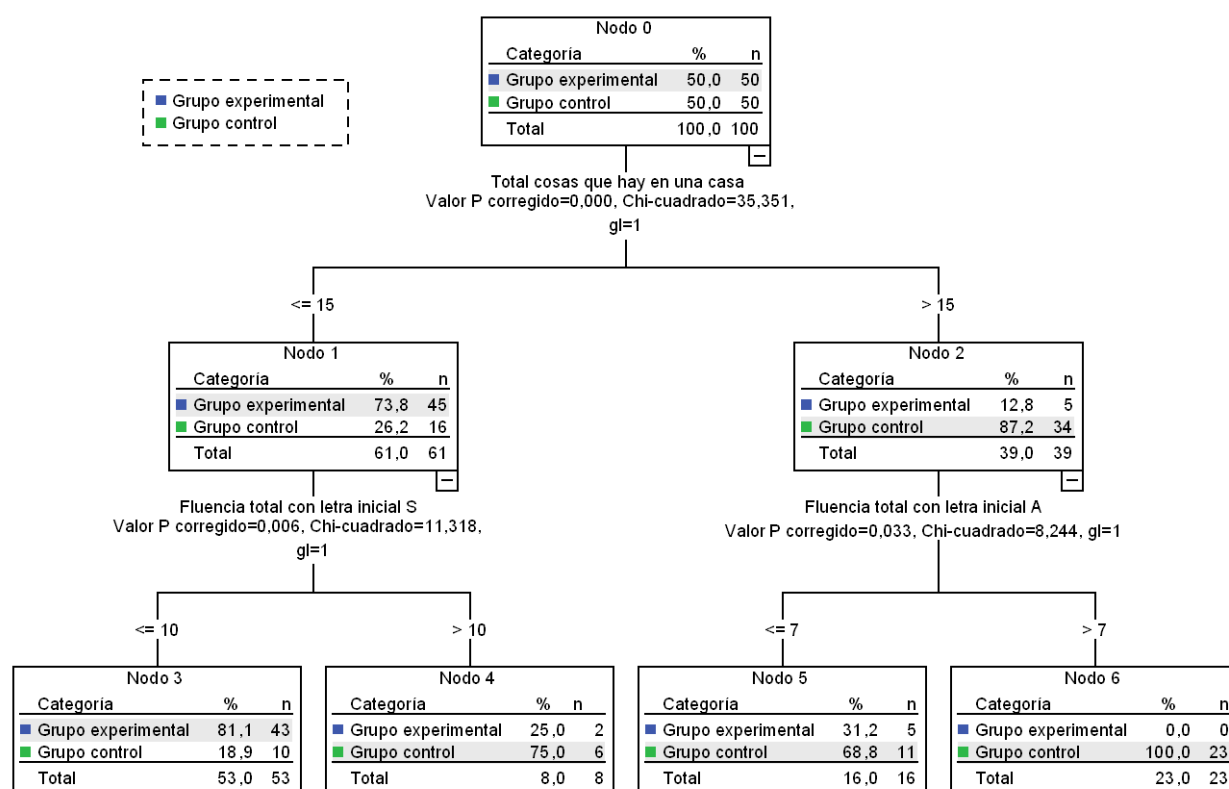 Nodo 0
Categoría % n
Grupo experimental 50,0 50
Grupo control 50,0 50
Total 100,0 100
Grupo experimental
Grupo control
Total cosas que hay en una casa
Valor P corregido=0,000, Chi-cuadrado=35,351,
gl=1
<= 15
> 15
Nodo 1
Categoría % n
Grupo experimental 73,8 45
Grupo control 26,2 16
Total 61,0 61
Nodo 2
Categoría % n
Grupo experimental 12,8 5
Grupo control 87,2 34
Total 39,0 39
Fluencia total con letra inicial S
Valor P corregido=0,006, Chi-cuadrado=11,318,
gl=1
Fluencia total con letra inicial A
Valor P corregido=0,033, Chi-cuadrado=8,244, gl=1
<= 10
> 10
<= 7
> 7
Nodo 3
Categoría % n
Grupo experimental 81,1 43
Grupo control 18,9 10
Total 53,0 53
Nodo 4
Categoría % n
Grupo experimental 25,0 2
Grupo control 75,0 6
Total 8,0 8
Nodo 5
Categoría % n
Grupo experimental 31,2 5
Grupo control 68,8 11
Total 16,0 16
Nodo 6
Categoría % n
Grupo experimental 0,0 0
Grupo control 100,0 23
Total 23,0 23